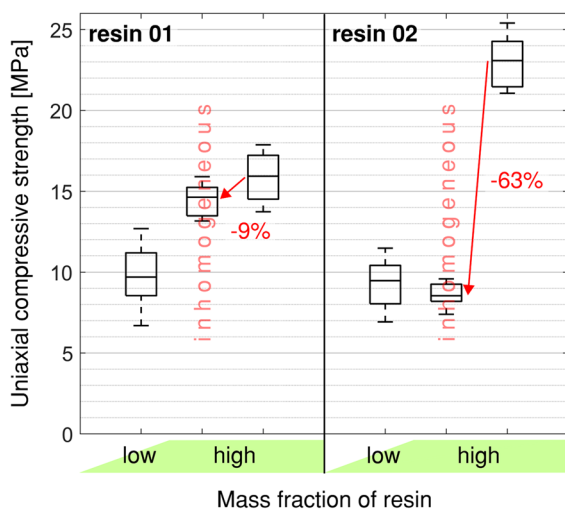 resin 01
resin 02
Uniaxial compressive strength [MPa]
25
20
15
10
5
0
inhomogeneous
-9%
inhomogeneous
-63%
low
high
low
high
Mass fraction of resin